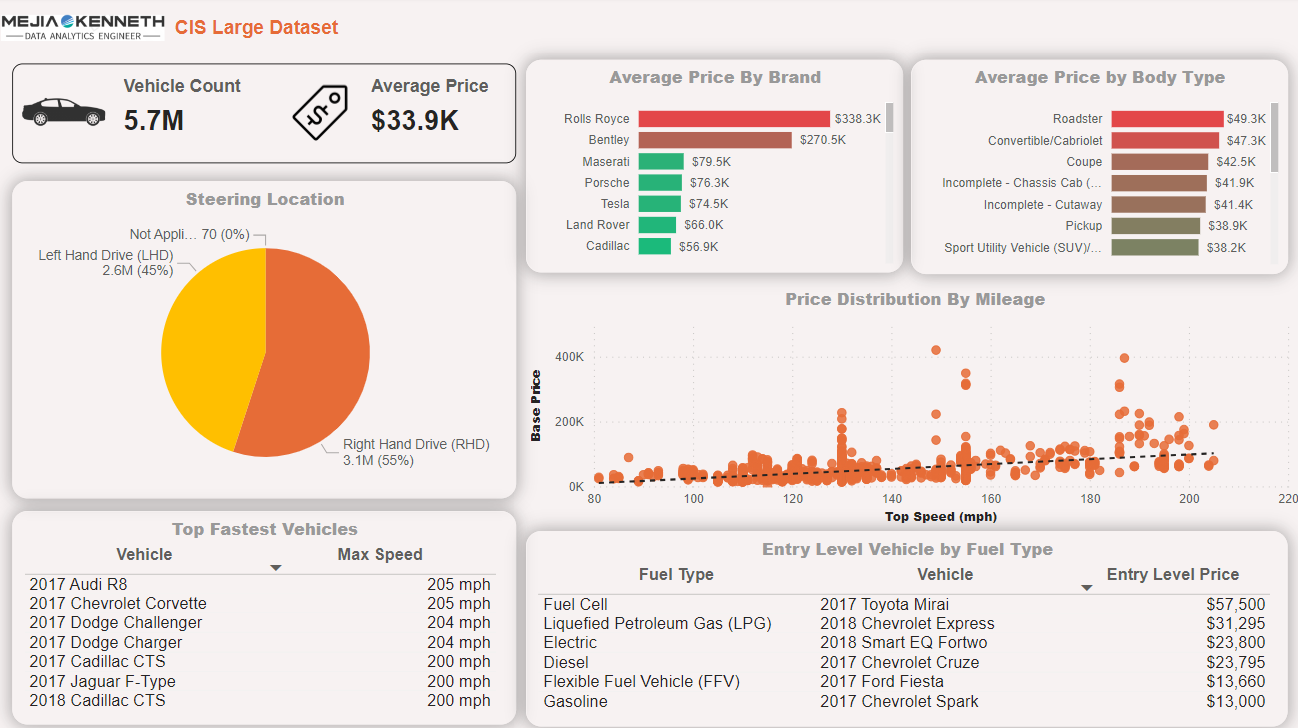 MEJIA KENNETH
DATA ANALYTICS ENGINEER
CIS Large Dataset
Vehicle Count
5.7M
Average Price
$33.9K
Steering Location
Not Appli... 70 (0%)
Left Hand Drive (LHD)
2.6M (45%)
Right Hand Drive (RHD)
3.1M (55%)
Top Fastest Vehicles
Vehicle Max Speed
2017 Audi R8 205 mph
2017 Chevrolet Corvette 205 mph
2017 Dodge Challenger 204 mph
2017 Dodge Charger 204 mph
2017 Cadillac CTS 200 mph
2017 Jaguar F-Type 200 mph
2018 Cadillac CTS 200 mph
Average Price By Brand
Rolls Royce $338.3K
Bentley $270.5K
Maserati $79.5K
Porsche $76.3K
Tesla $74.5K
Land Rover $66.0K
Cadillac $56.9K
Average Price by Body Type
Roadster $49.3K
Convertible/Cabriolet $47.3K
Coupe $42.5K
Incomplete - Chassis Cab (... $41.9K
Incomplete - Cutaway $41.4K
Pickup $38.9K
Sport Utility Vehicle (SUV)/... $38.2K
Price Distribution By Mileage
Base Price
400K
200K
0K
80 100 120 140 160 180 200 220
Top Speed (mph)
Entry Level Vehicle by Fuel Type
Fuel Type Vehicle Entry Level Price
Fuel Cell 2017 Toyota Mirai $57,500
Liquefied Petroleum Gas (LPG) 2018 Chevrolet Express $31,295
Electric 2018 Smart EQ Fortwo $23,800
Diesel 2017 Chevrolet Cruze $23,795
Flexible Fuel Vehicle (FFV) 2017 Ford Fiesta $13,660
Gasoline 2017 Chevrolet Spark $13,000